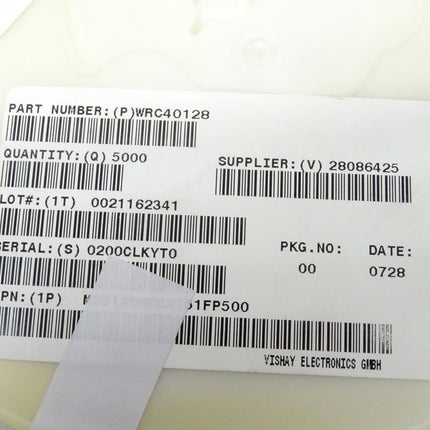 PART NUMBER:(P)WRC40128
QUANTITY:(Q) 5000
SUPPLIER:(V) 28086425
LOT#:(1T) 0021162341
SERIAL:(S) 0200CLKYT0
PKG.NO: DATE:
00 0728
PN:(1P)
VISHAY ELECTRONICS GMBH